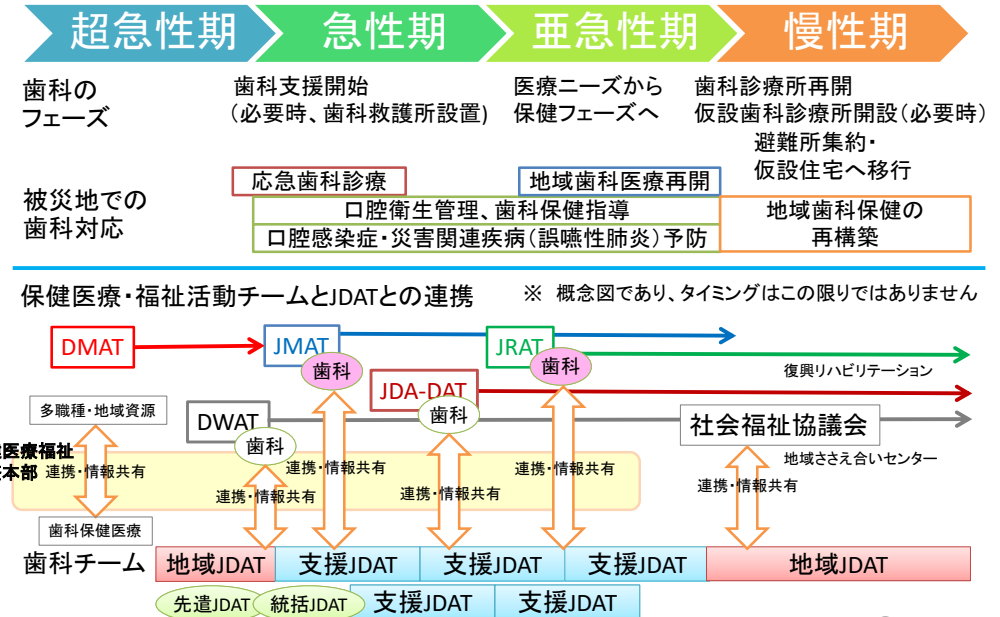 超急性期
急性期
亜急性期
慢性期
歯科の
フェーズ
歯科支援開始
(必要時、歯科救護所設置)
医療ニーズから
保健フェーズへ
歯科診療所再開
仮設歯科診療所開設(必要時)
避難所集約・
仮設住宅へ移行
被災地での
歯科対応
応急歯科診療
地域歯科医療再開
口腔衛生管理、歯科保健指導
口腔感染症・災害関連疾病(誤嚥性肺炎)予防
地域歯科保健の
再構築
保健医療・福祉活動チームとJDATとの連携
※ 概念図であり、タイミングはこの限りではありません
DMAT
JMAT
歯科
JRAT
歯科
復興リハビリテーション
JDA-DAT
歯科
多職種・地域資源
DWAT
歯科
社会福祉協議会
地域ささえ合いセンター
医療福祉
本部
連携・情報共有
連携・情報共有
連携・情報共有
連携・情報共有
連携・情報共有
連携・情報共有
歯科保健医療
歯科チーム
地域JDAT
支援JDAT
支援JDAT
支援JDAT
地域JDAT
先遣JDAT
統括JDAT
支援JDAT
支援JDAT